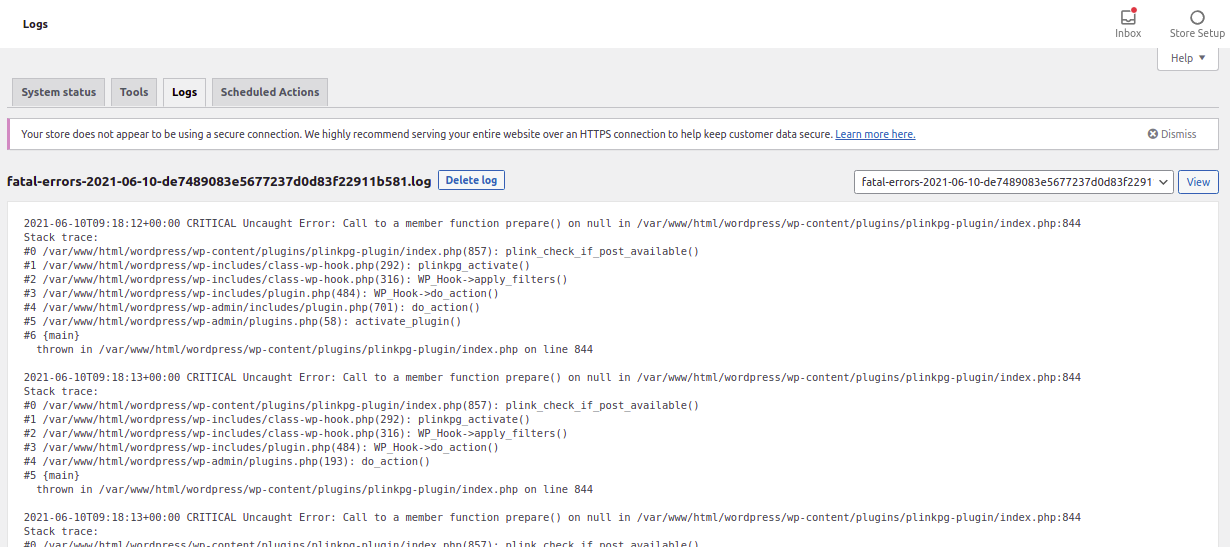 Logs
Inbox
Store Setup
Help
System status
Tools
Logs
Scheduled Actions
Your store does not appear to be using a secure connection. We highly recommend serving your entire website over an HTTPS connection to help keep customer data secure. Learn more here.
Dismiss
fatal-errors-2021-06-10-de7489083e5677237d0d83f22911b581.log
Delete log
fatal-errors-2021-06-10-de7489083e5677237d0d83f2291
View
2021-06-10T09:18:12+00:00 CRITICAL Uncaught Error: Call to a member function prepare() on null in /var/www/html/wordpress/wp-content/plugins/plinkpg-plugin/index.php:844
Stack trace:
#0 /var/www/html/wordpress/wp-content/plugins/plinkpg-plugin/index.php(857): plink_check_if_post_available()
#1 /var/www/html/wordpress/wp-includes/class-wp-hook.php(292): plinkpg_activate()
#2 /var/www/html/wordpress/wp-includes/class-wp-hook.php(316): WP_Hook->apply_filters()
#3 /var/www/html/wordpress/wp-includes/plugin.php(484): WP_Hook->do_action()
#4 /var/www/html/wordpress/wp-admin/includes/plugin.php(701): do_action()
#5 /var/www/html/wordpress/wp-admin/plugins.php(58): activate_plugin()
#6 {main}
thrown in /var/www/html/wordpress/wp-content/plugins/plinkpg-plugin/index.php on line 844
2021-06-10T09:18:13+00:00 CRITICAL Uncaught Error: Call to a member function prepare() on null in /var/www/html/wordpress/wp-content/plugins/plinkpg-plugin/index.php:844
Stack trace:
#0 /var/www/html/wordpress/wp-content/plugins/plinkpg-plugin/index.php(857): plink_check_if_post_available()
#1 /var/www/html/wordpress/wp-includes/class-wp-hook.php(292): plinkpg_activate()
#2 /var/www/html/wordpress/wp-includes/class-wp-hook.php(316): WP_Hook->apply_filters()
#3 /var/www/html/wordpress/wp-includes/plugin.php(484): WP_Hook->do_action()
#4 /var/www/html/wordpress/wp-admin/plugins.php(193): do_action()
#5 {main}
thrown in /var/www/html/wordpress/wp-content/plugins/plinkpg-plugin/index.php on line 844
2021-06-10T09:18:13+00:00 CRITICAL Uncaught Error: Call to a member function prepare() on null in /var/www/html/wordpress/wp-content/plugins/plinkpg-plugin/index.php:844
Stack trace:
#0 /var/www/html/wordpress/wp-content/plugins/plinkpg-plugin/index.php(857): plink_check_if_post_available()